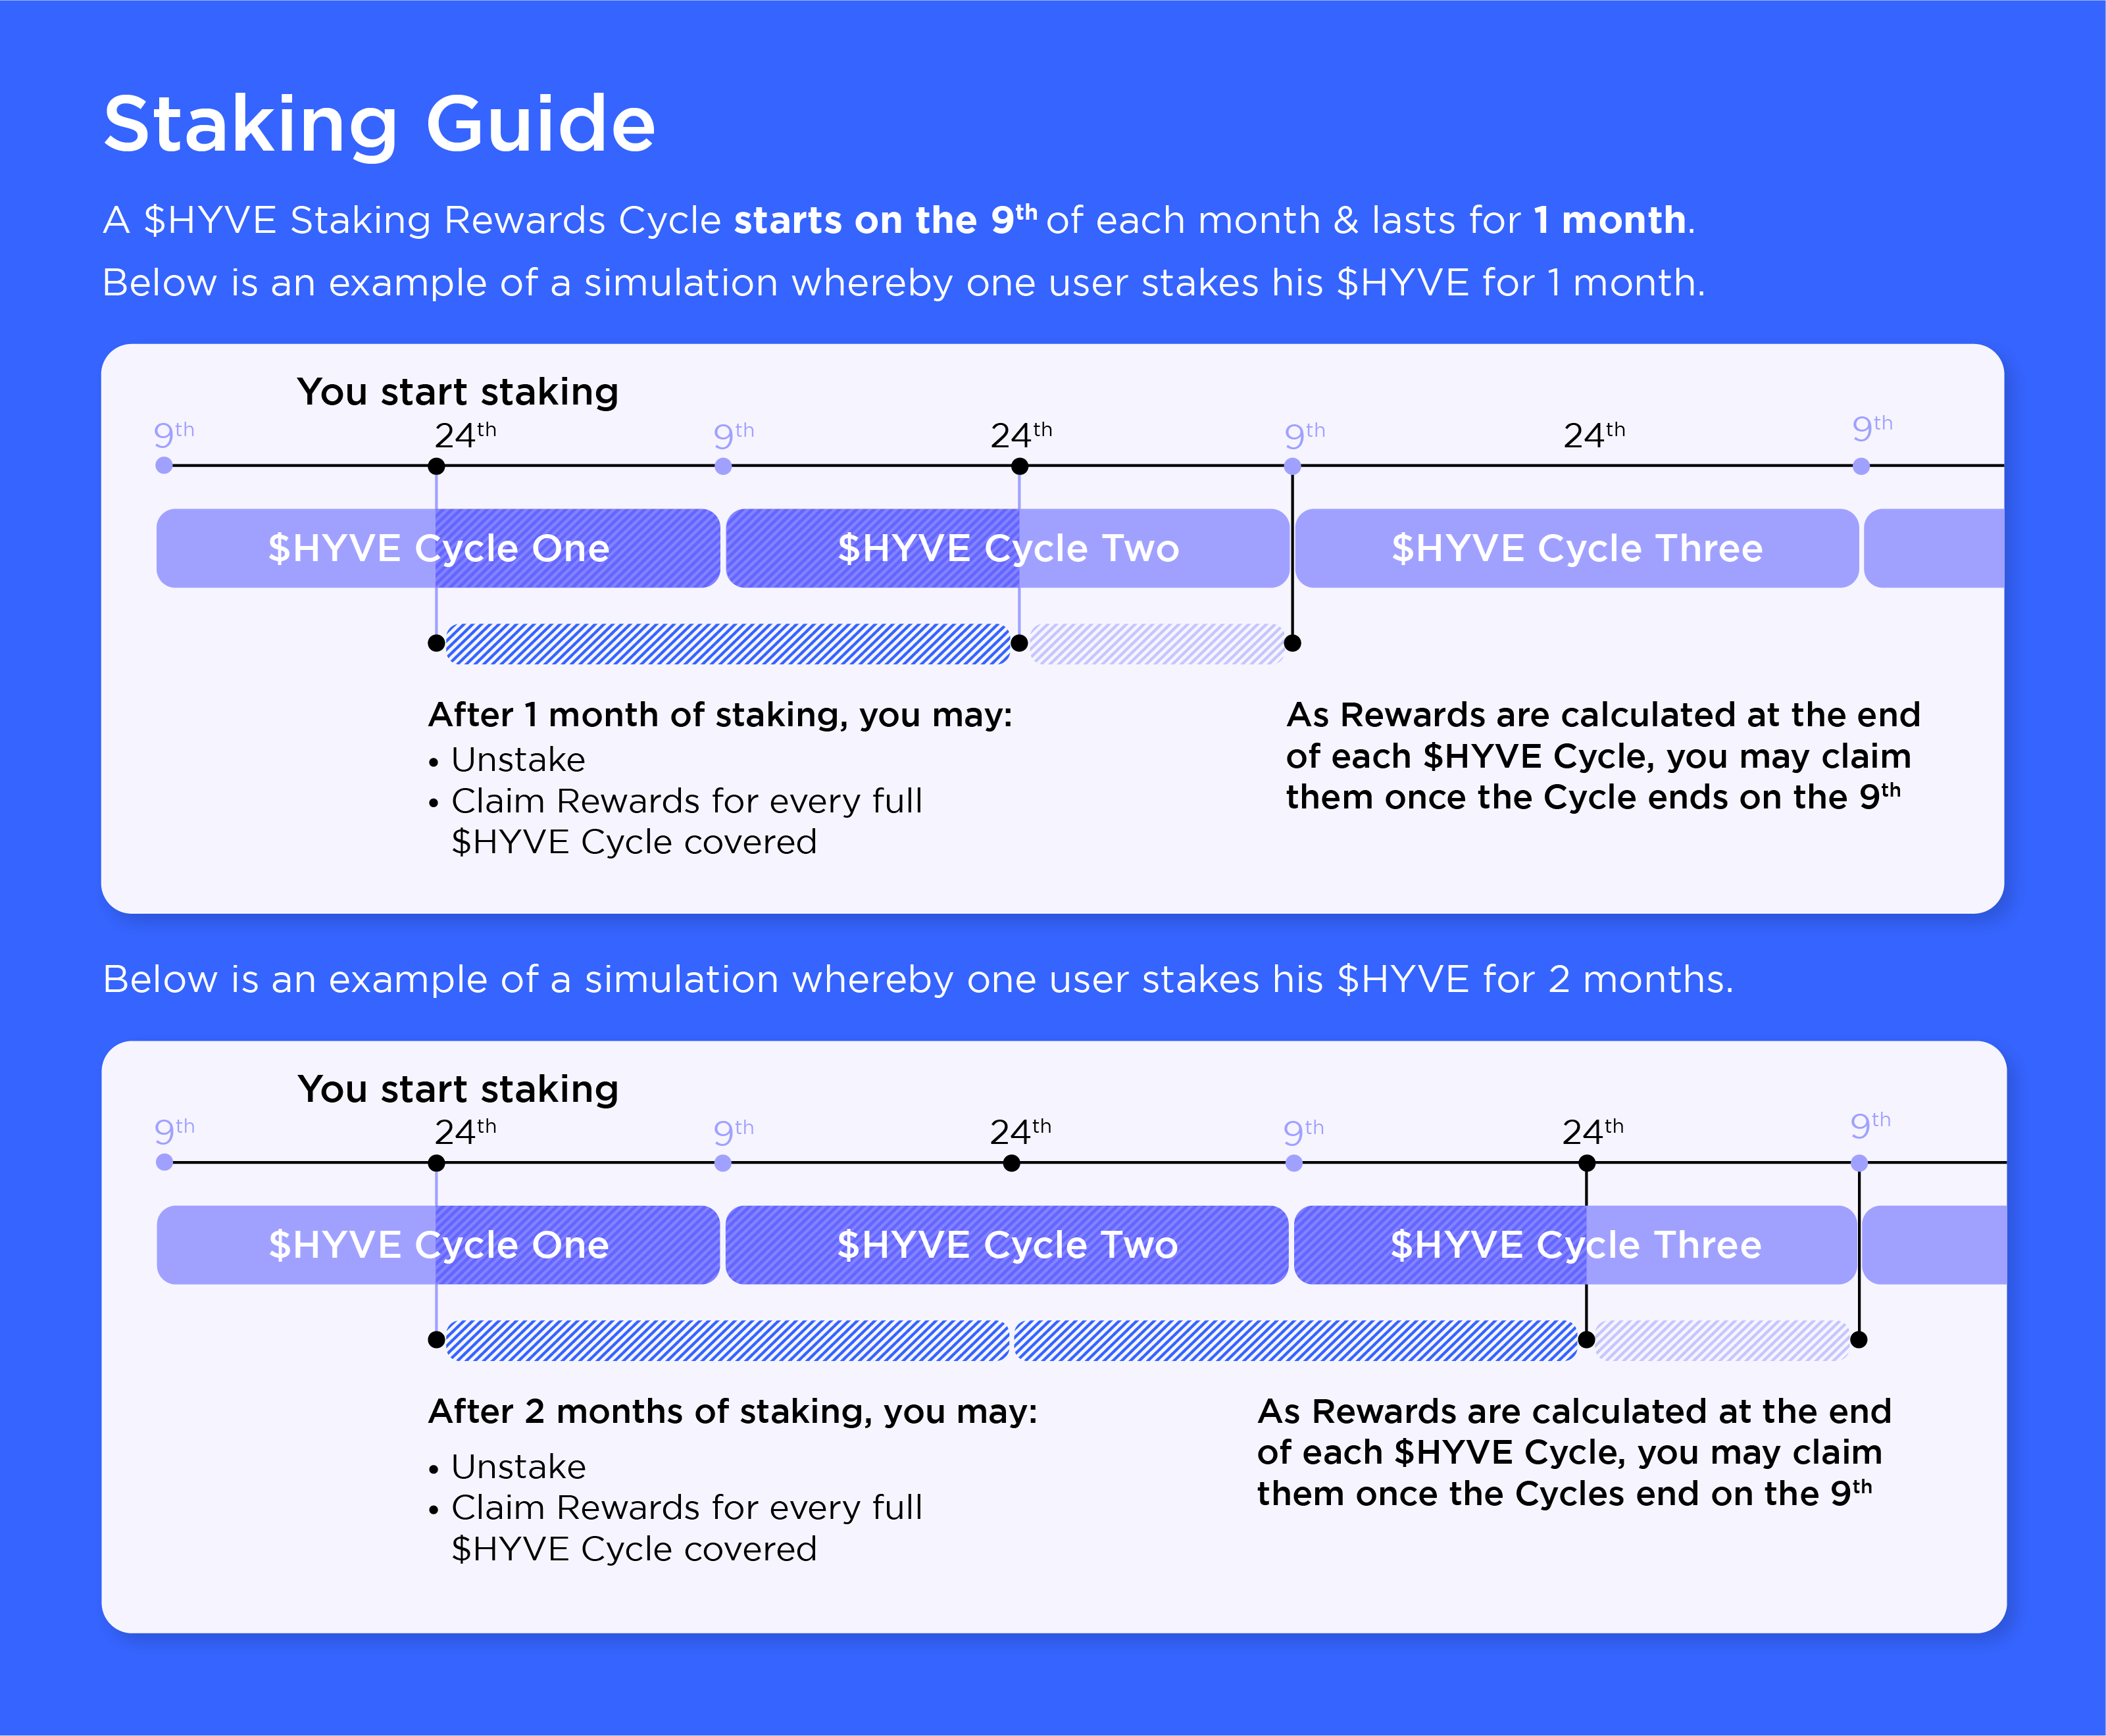 Staking Guide
A $HYVE Staking Rewards Cycle starts on the 9th of each month & lasts for 1 month.
Below is an example of a simulation whereby one user stakes his $HYVE for 1 month.
You start staking
9th 24th 9th 24th 9th 24th 9th
$HYVE Cycle One $HYVE Cycle Two $HYVE Cycle Three
After 1 month of staking, you may:
• Unstake
• Claim Rewards for every full
$HYVE Cycle covered
As Rewards are calculated at the end
of each $HYVE Cycle, you may claim
them once the Cycle ends on the 9th
Below is an example of a simulation whereby one user stakes his $HYVE for 2 months.
You start staking
9th 24th 9th 24th 9th 24th 9th
$HYVE Cycle One $HYVE Cycle Two $HYVE Cycle Three
After 2 months of staking, you may:
• Unstake
• Claim Rewards for every full
$HYVE Cycle covered
As Rewards are calculated at the end
of each $HYVE Cycle, you may claim
them once the Cycles end on the 9th